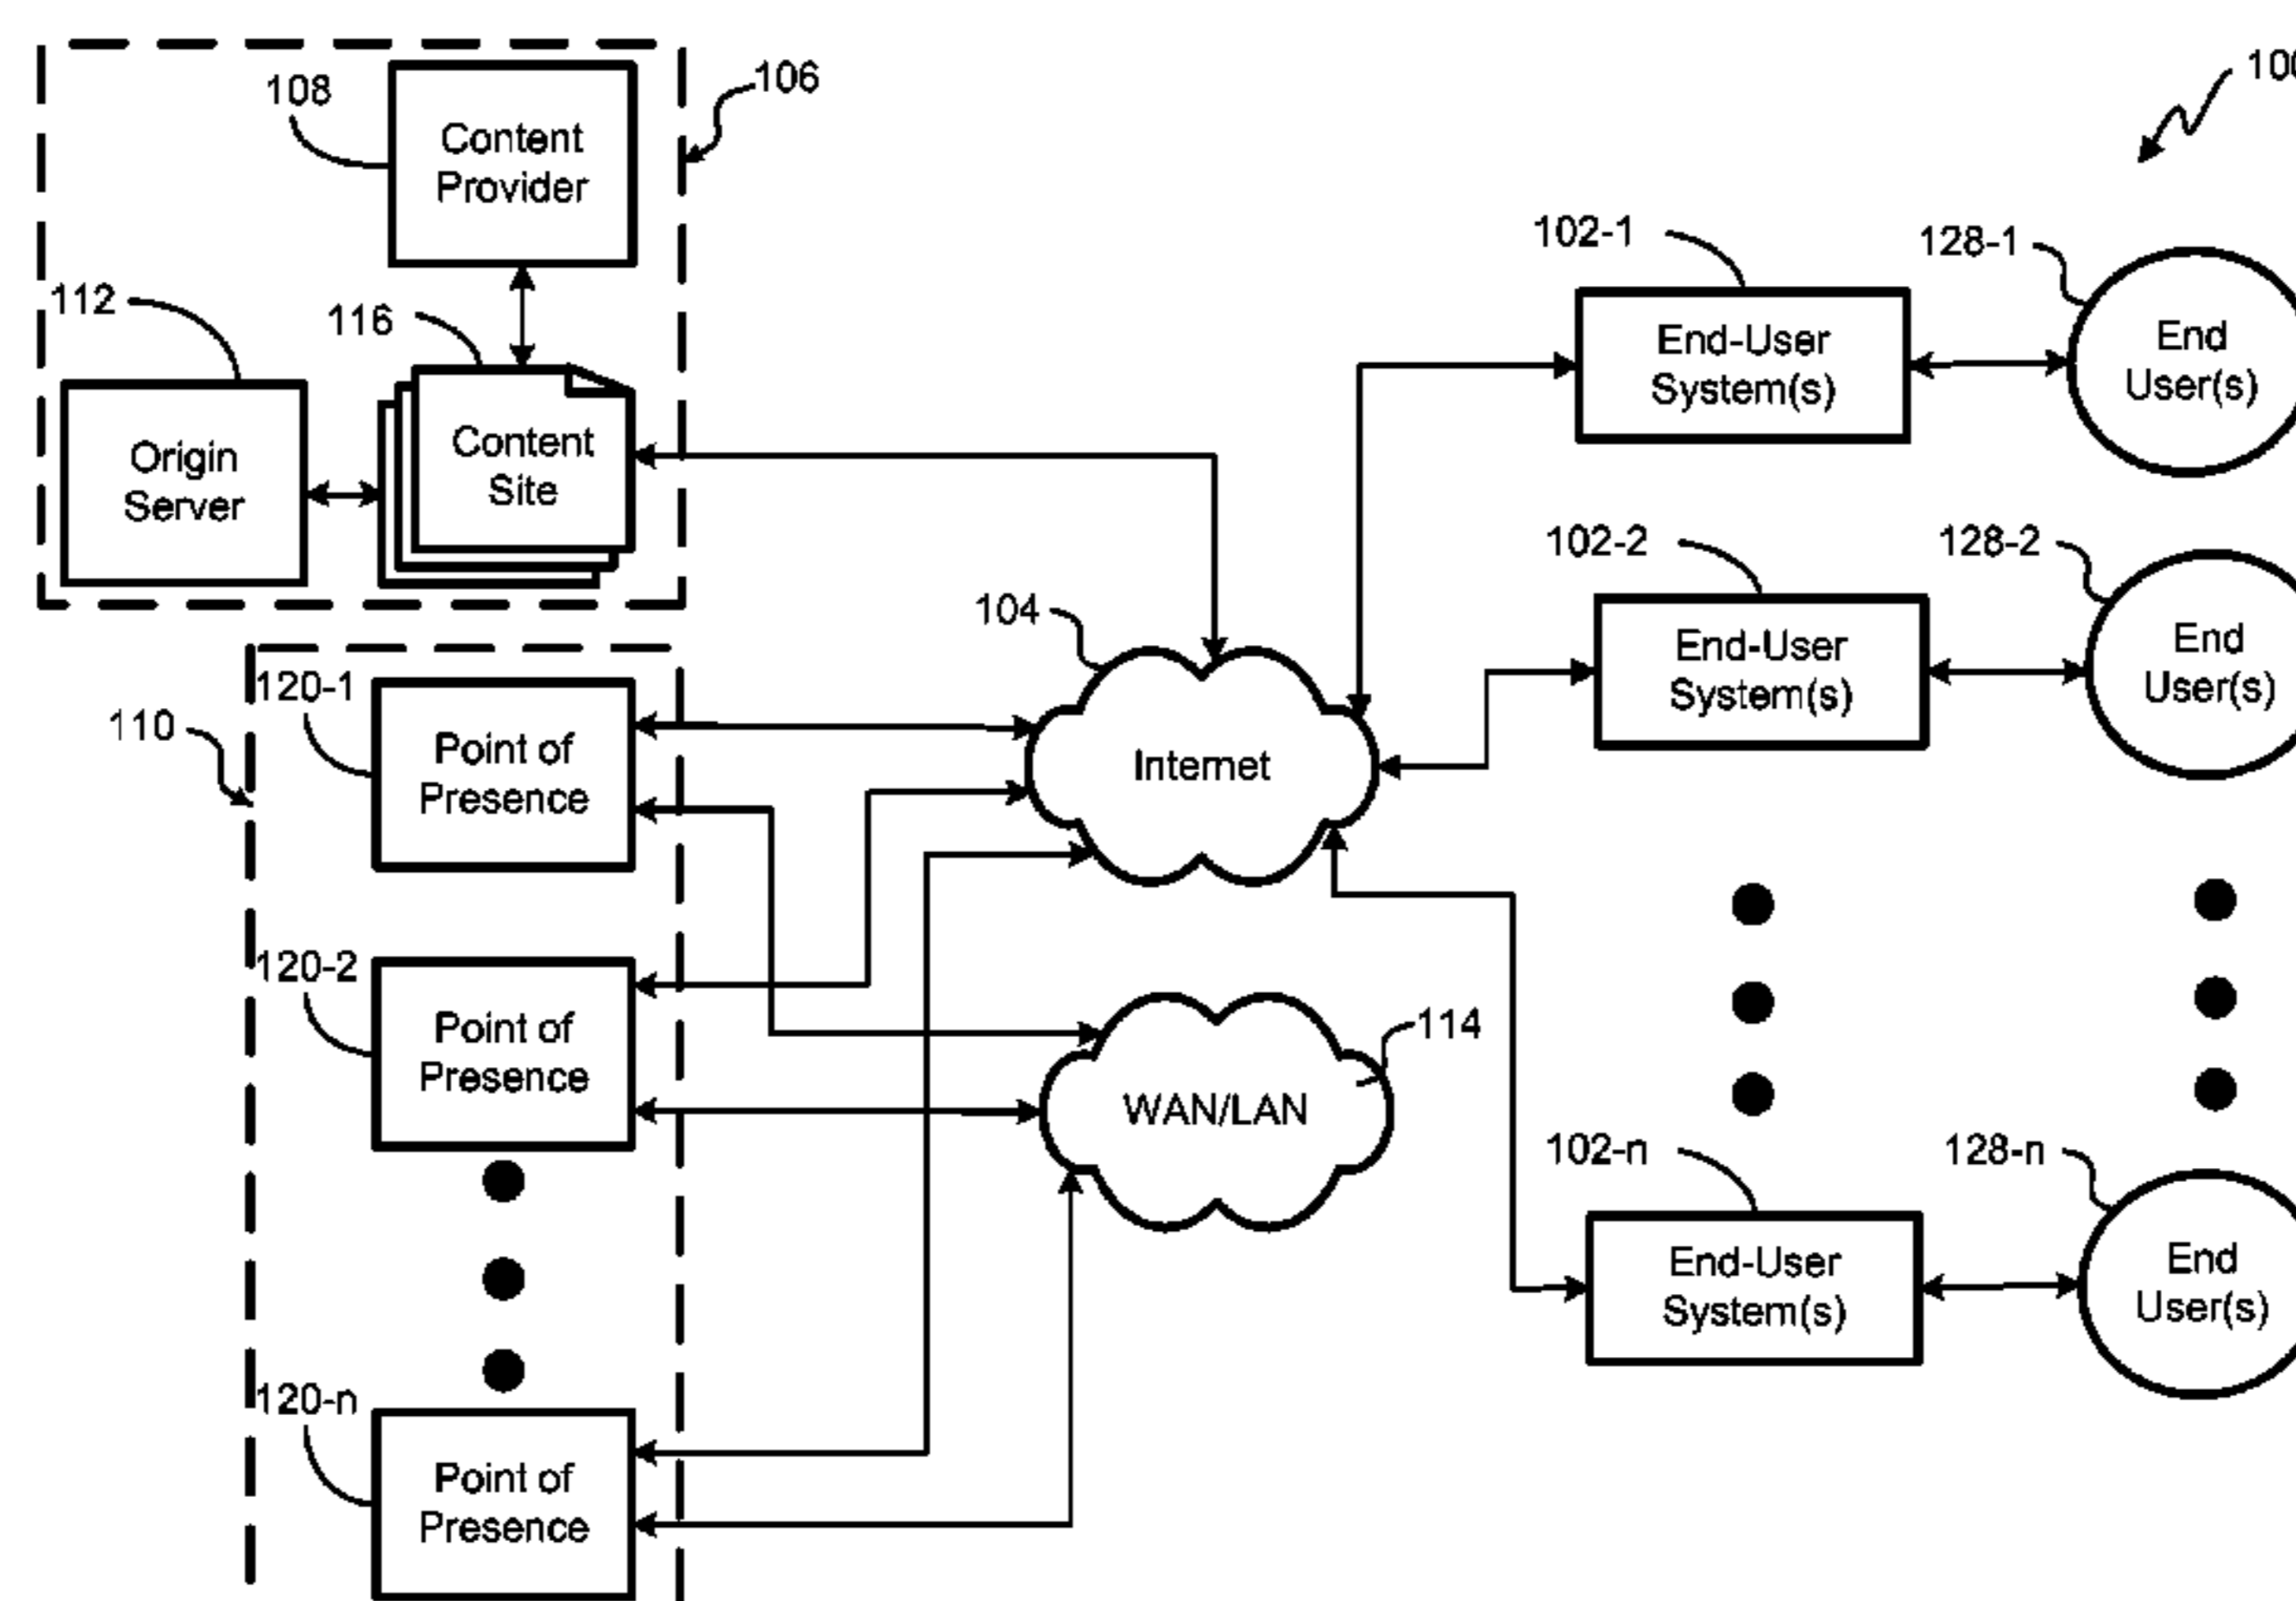 108
Content
Provider
106
100
112
116
Origin
Server
Content
Site
102-1
End-User
System(s)
128-1
End
User(s)
102-2
End-User
System(s)
128-2
End
User(s)
104
Internet
110
120-1
Point of
Presence
120-2
Point of
Presence
114
WAN/LAN
102-n
End-User
System(s)
128-n
End
User(s)
120-n
Point of
Presence